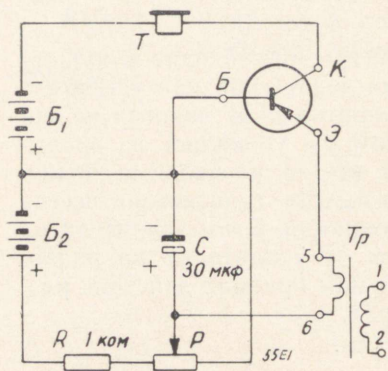 T
К
Б
Э
−
Б₁
+
Б₂
+
−
С
+
30 мкф
Тр
5
1
6
2
R 1 ком
Р
55Е1